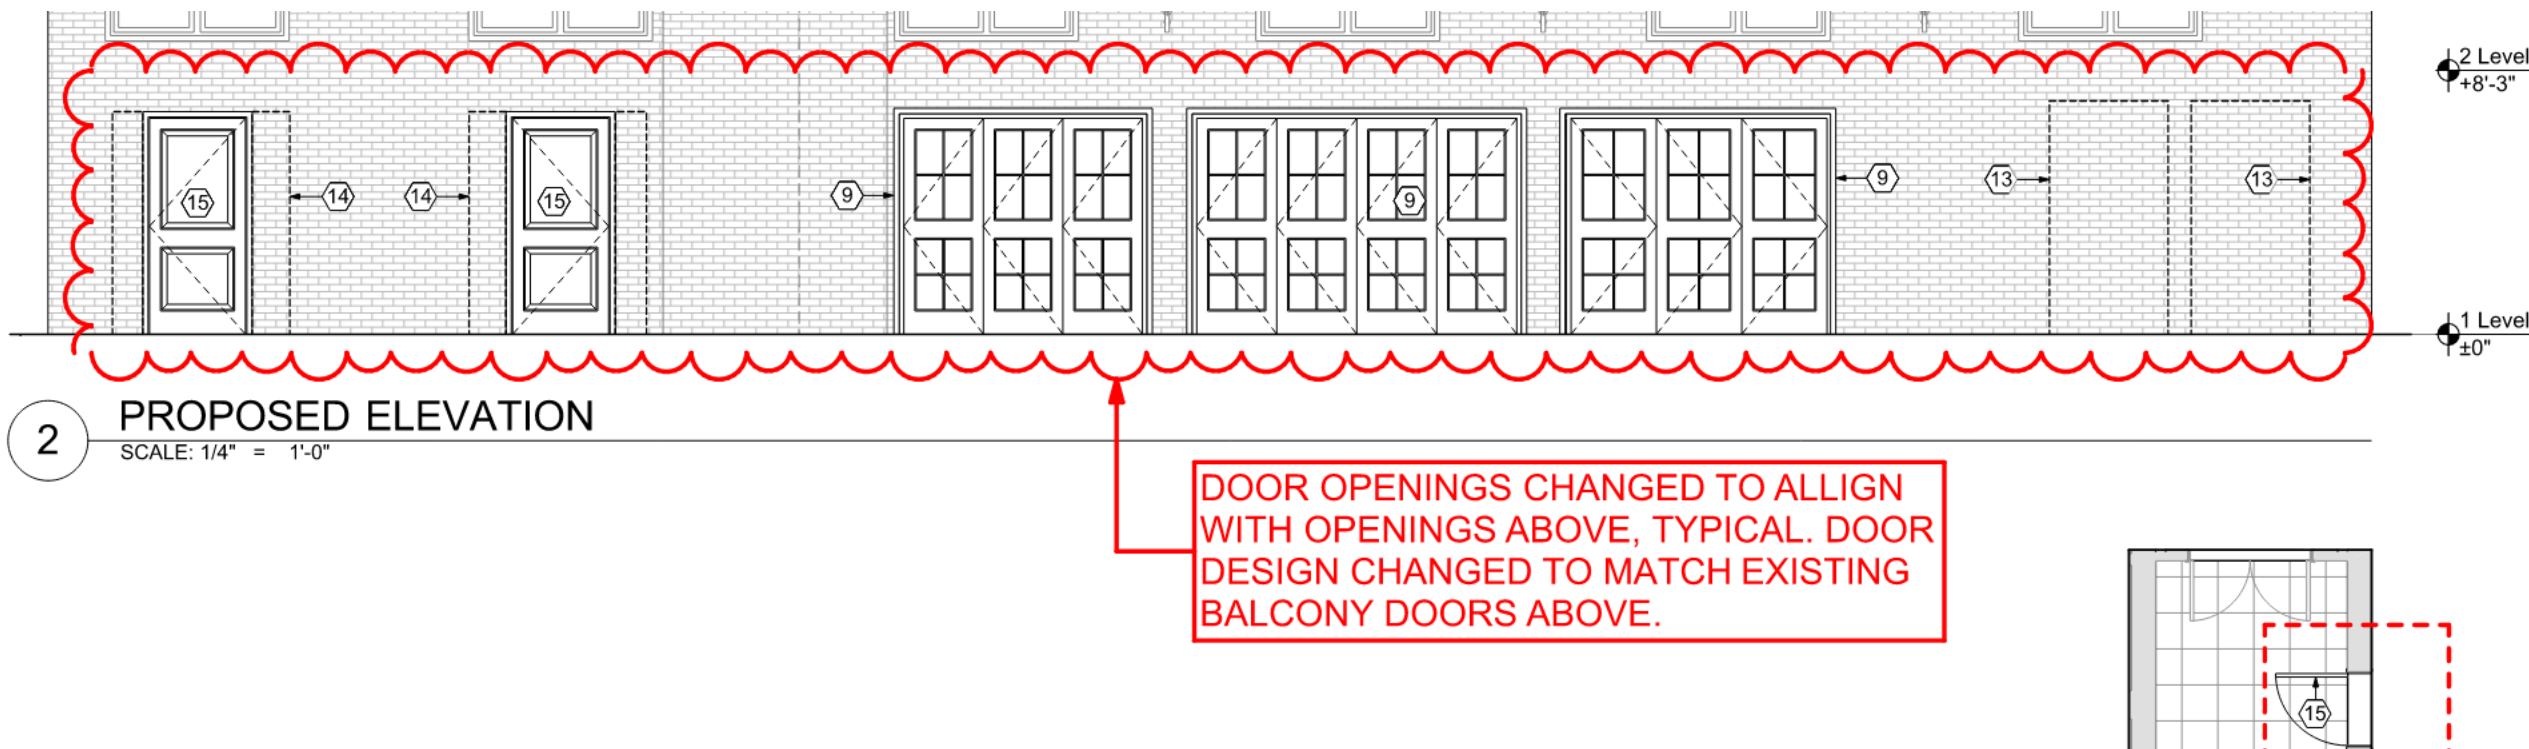 2 Level
+8'-3"
15
14
14
15
9
9
9
13
13
1 Level
±0"
2
PROPOSED ELEVATION
SCALE: 1/4" = 1'-0"
DOOR OPENINGS CHANGED TO ALLIGN
WITH OPENINGS ABOVE, TYPICAL. DOOR
DESIGN CHANGED TO MATCH EXISTING
BALCONY DOORS ABOVE.
15